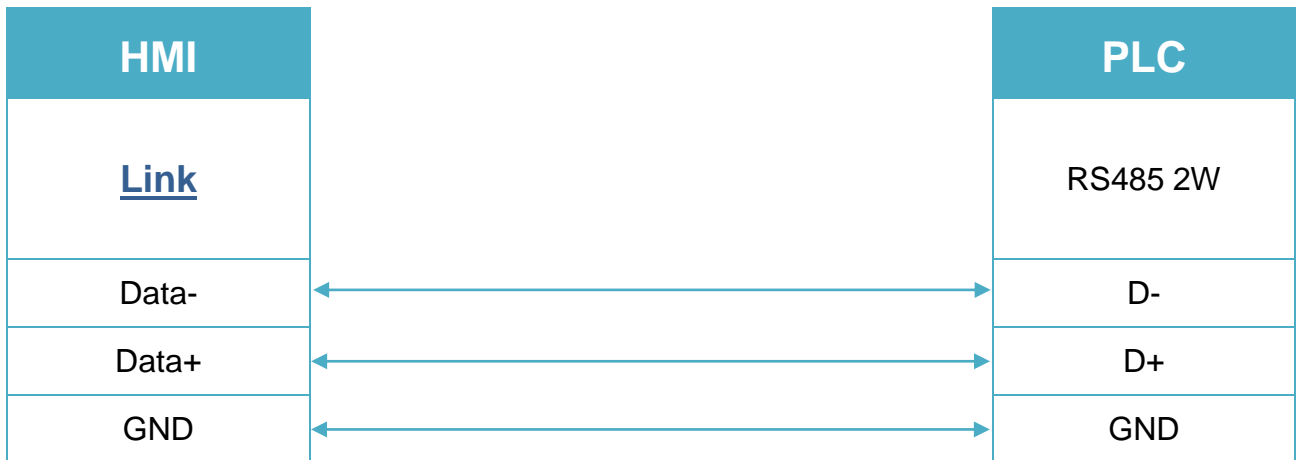 HMI PLC
Link RS485 2W
Data- D-
Data+ D+
GND GND